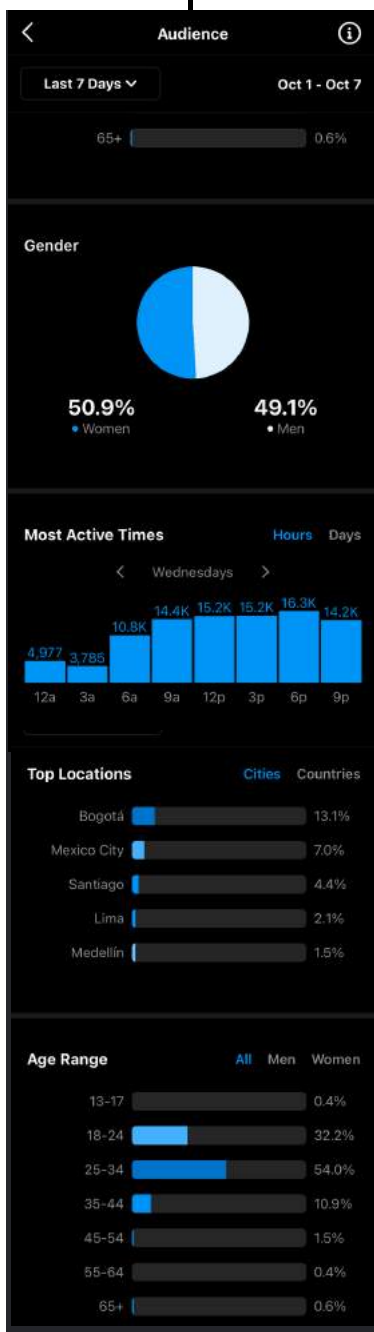 Audience
Last 7 Days Oct 1 - Oct 7
65+ 0.6%
Gender
50.9% 49.1%
Women Men
Most Active Times Hours Days
Wednesdays
4,977 3,785 10.8K 14.4K 15.2K 15.2K 16.3K 14.2K
12a 3a 6a 9a 12p 3p 6p 9p
Top Locations Cities Countries
Bogotá 13.1%
Mexico City 7.0%
Santiago 4.4%
Lima 2.1%
Medellín 1.5%
Age Range All Men Women
13-17 0.4%
18-24 32.2%
25-34 54.0%
35-44 10.9%
45-54 1.5%
55-64 0.4%
65+ 0.6%